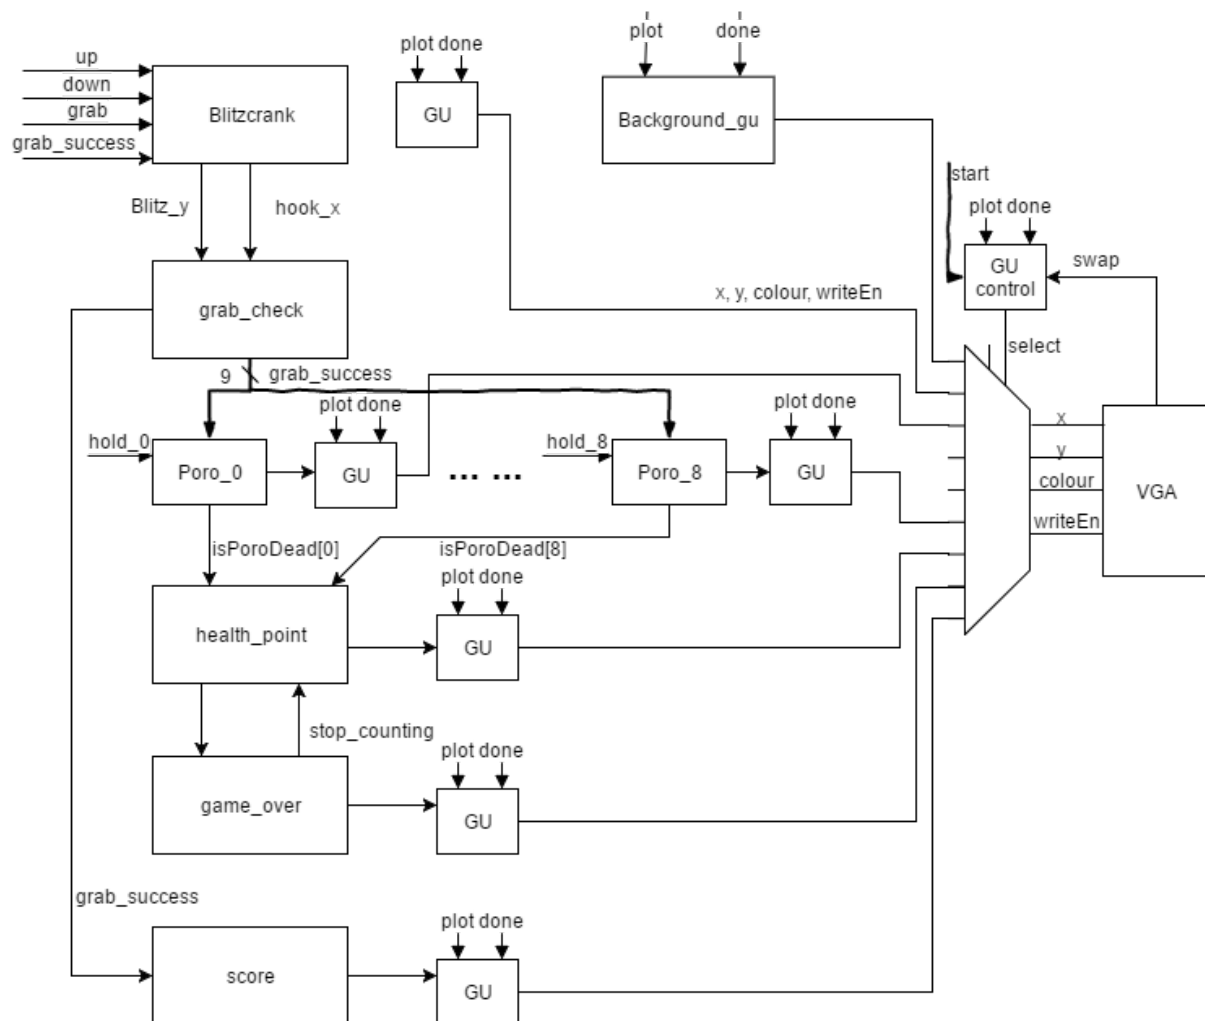 plot
done
plot done
up
down
grab
grab_success
Blitzcrank
GU
Background_gu
start
Blitz_y
hook_x
plot done
GU
control
swap
x, y, colour, writeEn
grab_check
select
9
grab_success
plot done
plot done
hold_0
Poro_0
GU
... ...
hold_8
Poro_8
GU
x
y
colour
writeEn
VGA
isPoroDead[0]
isPoroDead[8]
plot done
health_point
GU
stop_counting
plot done
game_over
GU
grab_success
plot done
score
GU